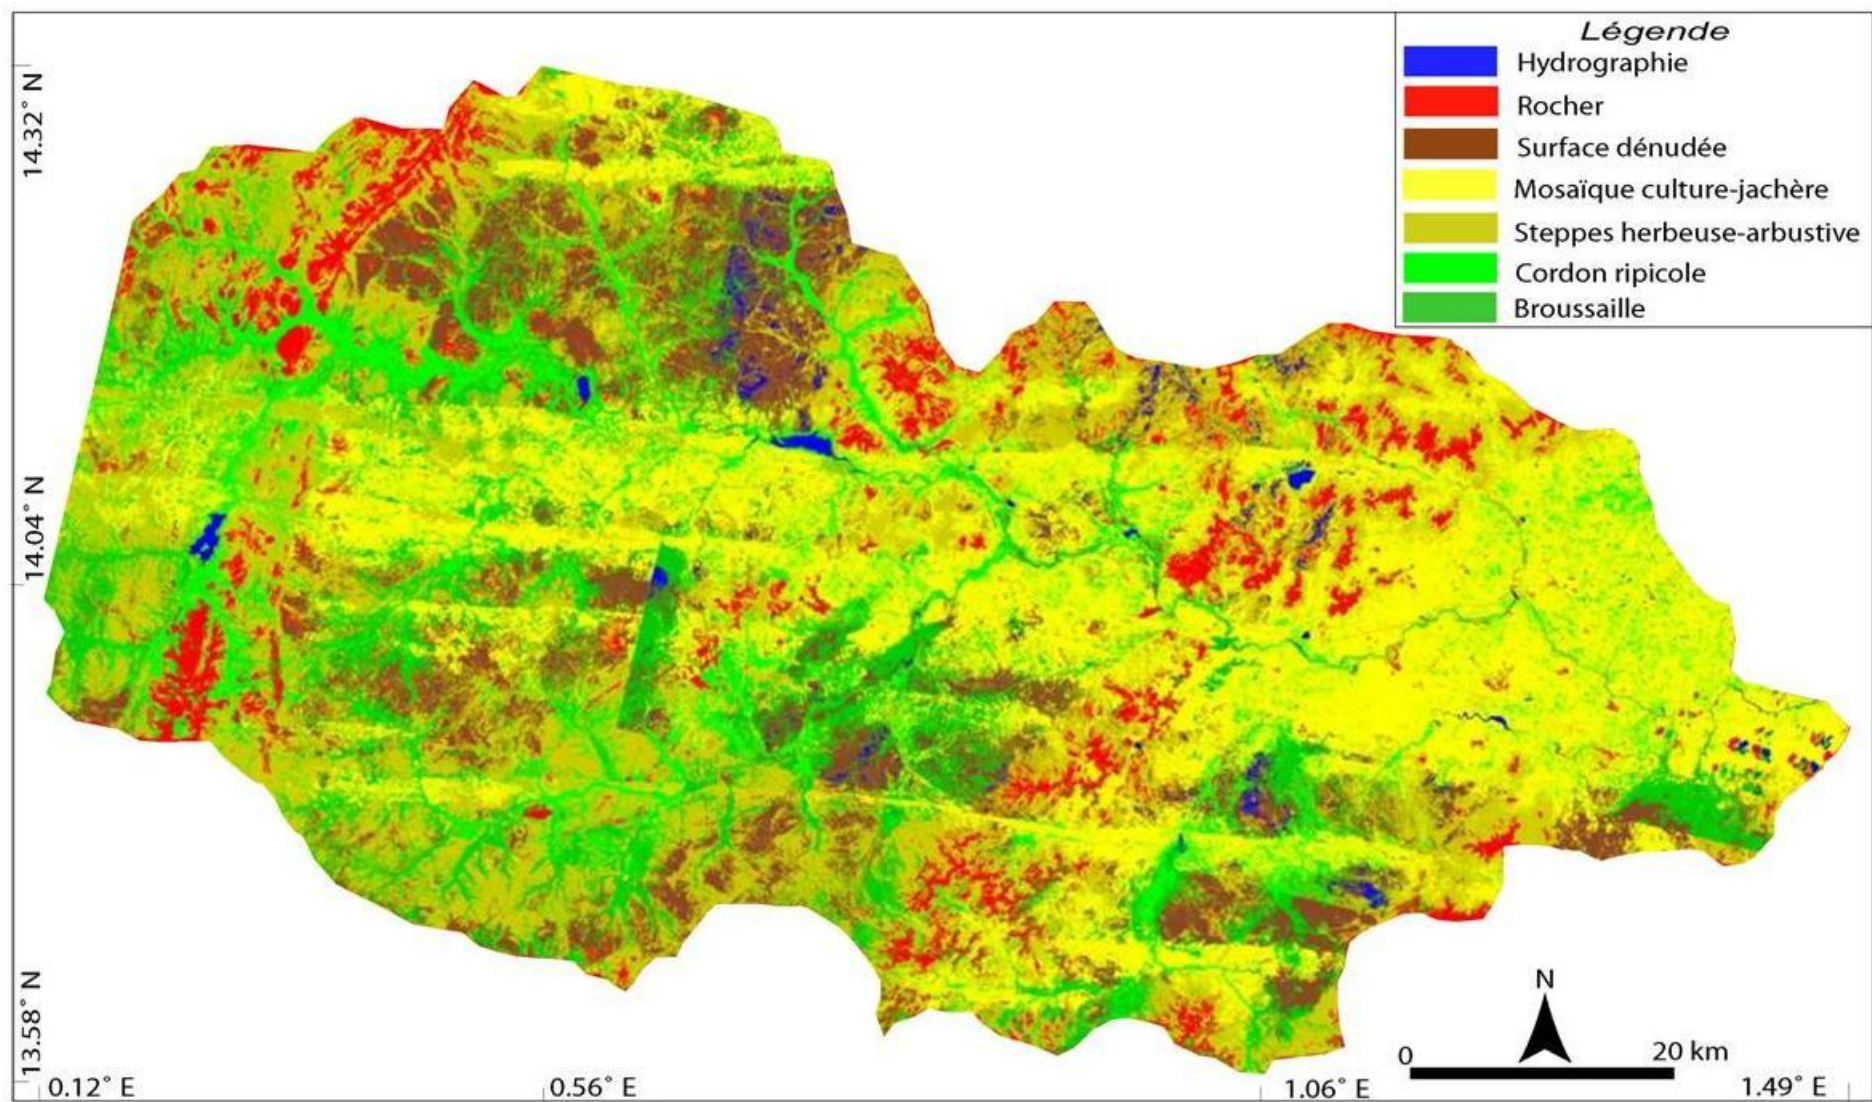 Légende
Hydrographie
Rocher
Surface dénudée
Mosaïque culture-jachère
Steppes herbeuse-arbustive
Cordon ripicole
Broussaille
14.32° N
14.04° N
13.58° N
N
0
20 km
0.12° E
0.56° E
1.06° E
1.49° E